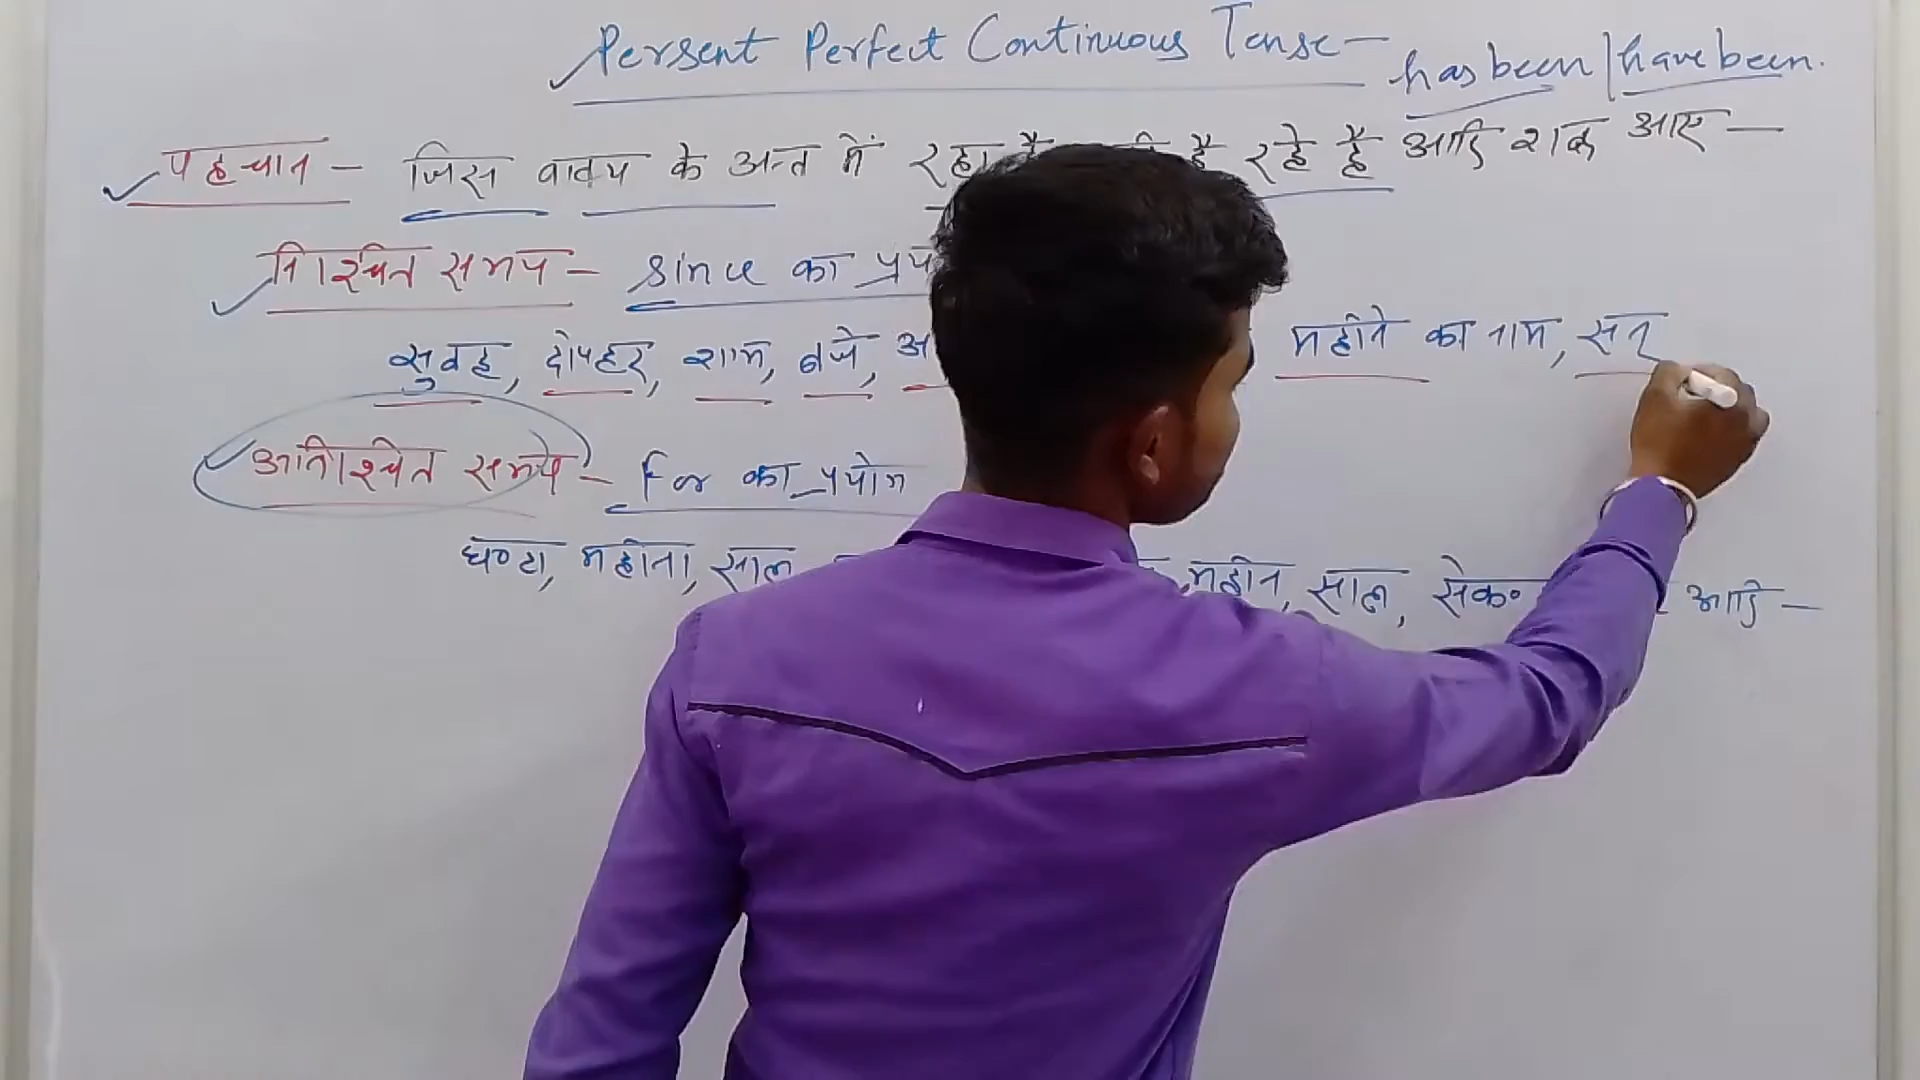 Persent Perfect Continuous Tense - has been | have been.
पहचान - जिस वाक्य के अन्त में रहा है रहे है आदि शब्द आए -
निश्चित समय - since का
सुबह, दोपहर, शाम, बजे, महीने का नाम, सन्
अनिश्चित समय - For का प्रयोग
घण्टा, महीना, साल साल, आदि -